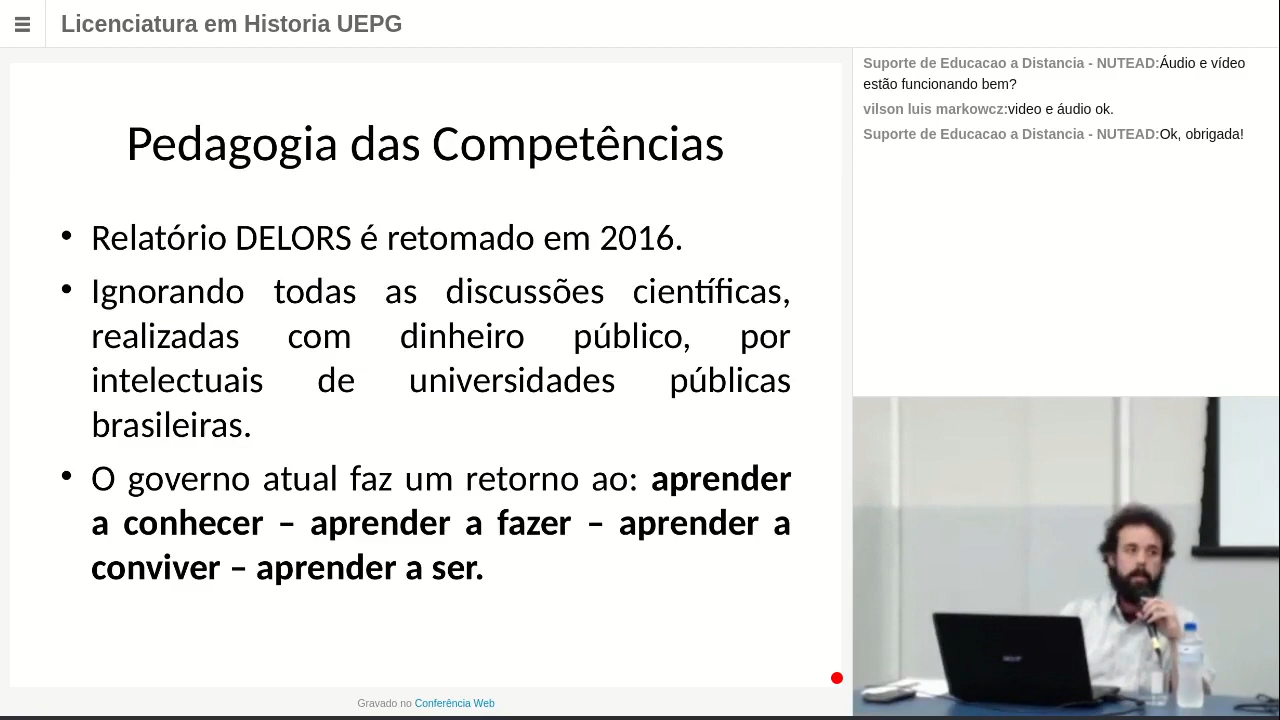 Licenciatura em Historia UEPG
Pedagogia das Competências
• Relatório DELORS é retomado em 2016.
• Ignorando todas as discussões científicas,
realizadas com dinheiro público, por
intelectuais de universidades públicas
brasileiras.
• O governo atual faz um retorno ao: aprender
a conhecer – aprender a fazer – aprender a
conviver – aprender a ser.
Gravado no Conferência Web
Suporte de Educacao a Distancia - NUTEAD:Áudio e vídeo
estão funcionando bem?
vilson luis markowcz:video e áudio ok.
Suporte de Educacao a Distancia - NUTEAD:Ok, obrigada!